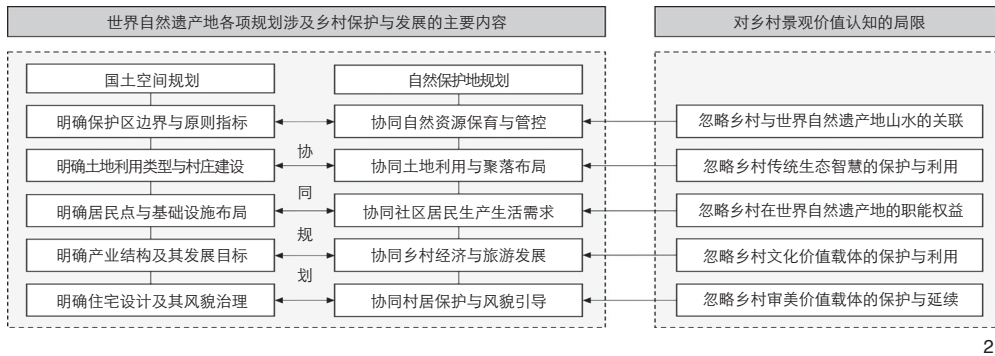 世界自然遗产地各项规划涉及乡村保护与发展的主要内容
对乡村景观价值认知的局限
国土空间规划
自然保护地规划
明确保护区边界与原则指标
协同自然资源保育与管控
忽略乡村与世界自然遗产地山水的关联
协
明确土地利用类型与村庄建设
协同土地利用与聚落布局
忽略乡村传统生态智慧的保护与利用
同
明确居民点与基础设施布局
协同社区居民生产生活需求
忽略乡村在世界自然遗产地的职能权益
规
明确产业结构及其发展目标
协同乡村经济与旅游发展
忽略乡村文化价值载体的保护与利用
划
明确住宅设计及其风貌治理
协同村居保护与风貌引导
忽略乡村审美价值载体的保护与延续
2